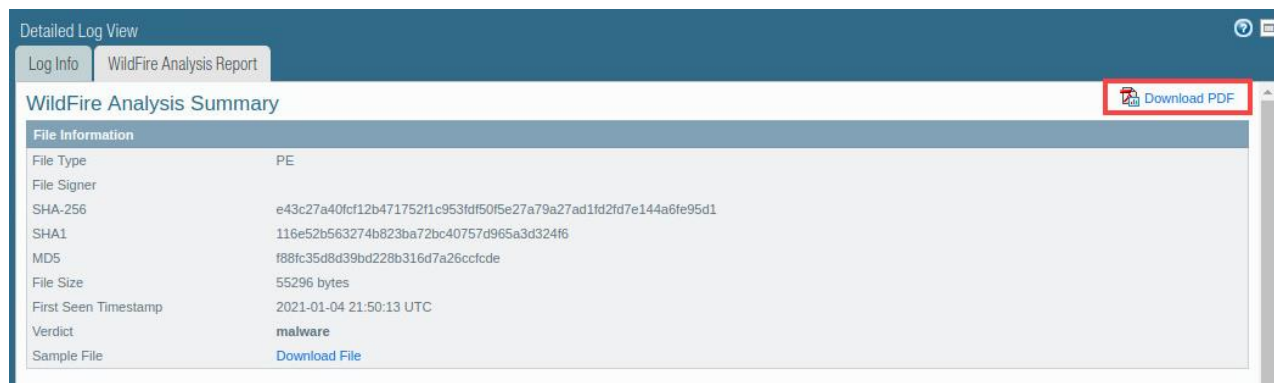 Detailed Log View
Log Info
WildFire Analysis Report
WildFire Analysis Summary
Download PDF
File Information
File Type PE
File Signer
SHA-256 e43c27a40fcf12b471752f1c953fdf50f5e27a79a27ad1fd2fd7e144a6fe95d1
SHA1 116e52b563274b823ba72bc40757d965a3d324f6
MD5 f88fc35d8d39bd228b316d7a26ccfcde
File Size 55296 bytes
First Seen Timestamp 2021-01-04 21:50:13 UTC
Verdict malware
Sample File Download File